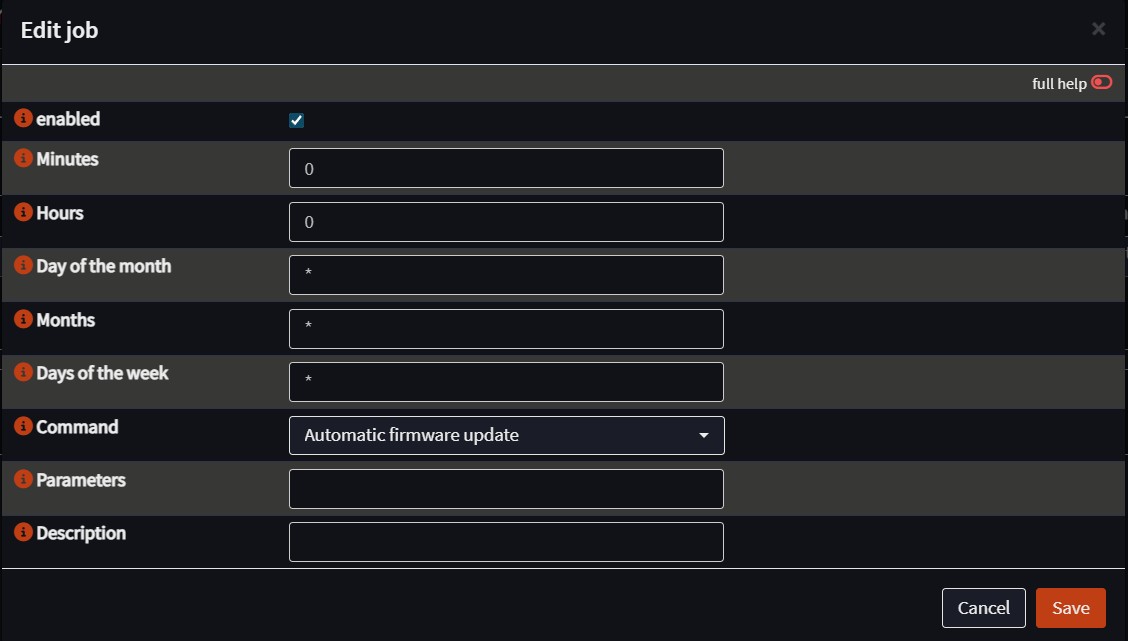 Edit job
×
full help
enabled
Minutes
0
Hours
0
Day of the month
*
Months
*
Days of the week
*
Command
Automatic firmware update
Parameters
Description
Cancel
Save